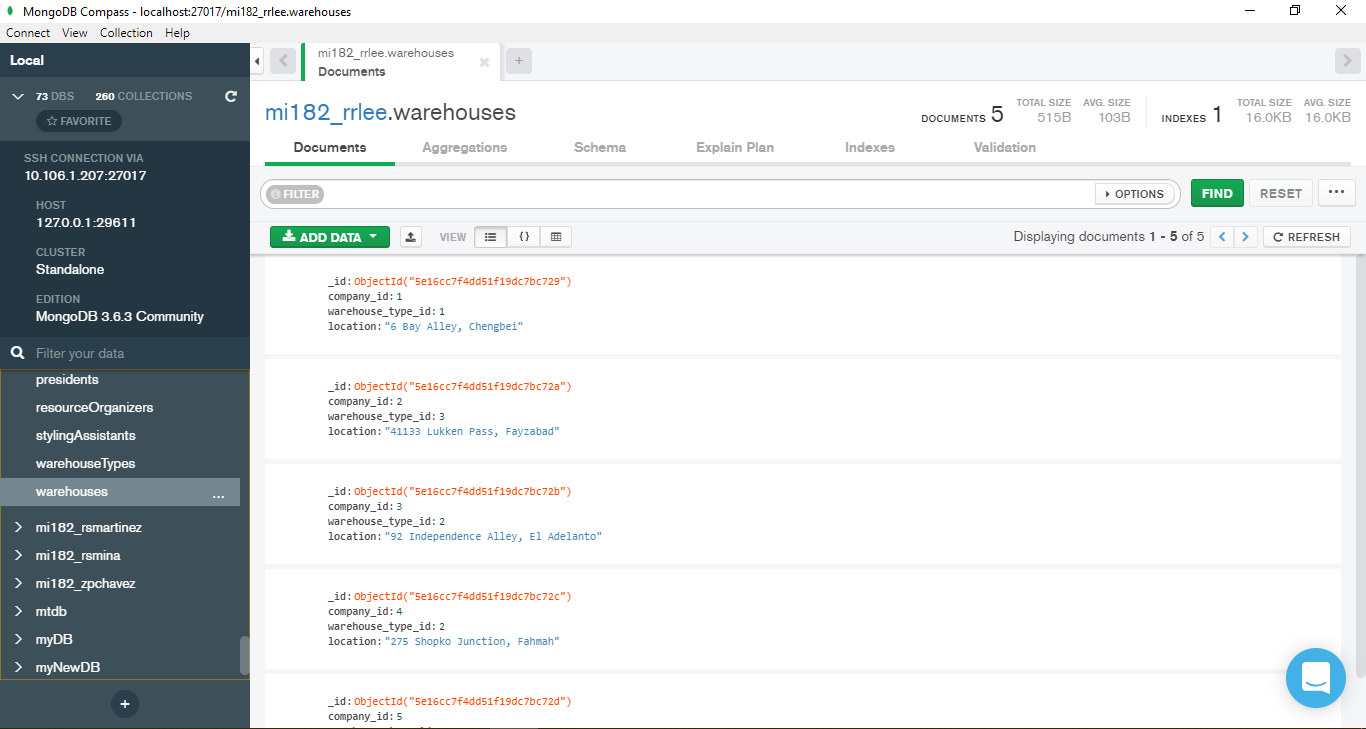 MongoDB Compass - localhost:27017/mi182_rrlee.warehouses
Connect View Collection Help
Local
73 DBS 260 COLLECTIONS
FAVORITE
SSH CONNECTION VIA
10.106.1.207:27017
HOST
127.0.0.1:29611
CLUSTER
Standalone
EDITION
MongoDB 3.6.3 Community
Filter your data
presidents
resourceOrganizers
stylingAssistants
warehouseTypes
warehouses ...
mi182_rsmartinez
mi182_rsmina
mi182_zpchavez
mtdb
myDB
myNewDB
+
mi182_rrlee.warehouses
Documents
+
mi182_rrlee.warehouses
DOCUMENTS 5
TOTAL SIZE AVG. SIZE
515B 103B
INDEXES 1
TOTAL SIZE AVG. SIZE
16.0KB 16.0KB
Documents Aggregations Schema Explain Plan Indexes Validation
FILTER OPTIONS FIND RESET ...
ADD DATA VIEW {} Displaying documents 1 - 5 of 5 REFRESH
_id: ObjectId("5e16cc7f4dd51f19dc7bc729")
company_id: 1
warehouse_type_id: 1
location: "6 Bay Alley, Chengbei"
_id: ObjectId("5e16cc7f4dd51f19dc7bc72a")
company_id: 2
warehouse_type_id: 3
location: "41133 Lukken Pass, Fayzabad"
_id: ObjectId("5e16cc7f4dd51f19dc7bc72b")
company_id: 3
warehouse_type_id: 2
location: "92 Independence Alley, El Adelanto"
_id: ObjectId("5e16cc7f4dd51f19dc7bc72c")
company_id: 4
warehouse_type_id: 2
location: "275 Shopko Junction, Fahmah"
_id: ObjectId("5e16cc7f4dd51f19dc7bc72d")
company_id: 5